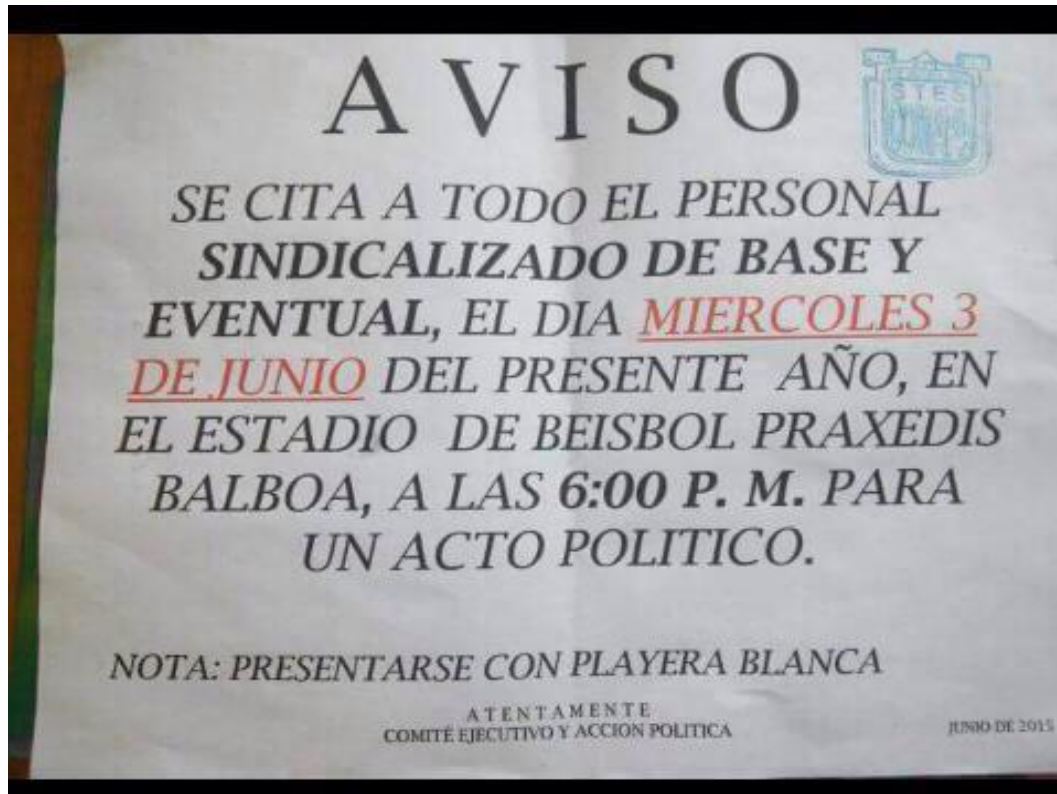 AVISO
STES
SE CITA A TODO EL PERSONAL
SINDICALIZADO DE BASE Y
EVENTUAL, EL DIA MIERCOLES 3
DE JUNIO DEL PRESENTE AÑO, EN
EL ESTADIO DE BEISBOL PRAXEDIS
BALBOA, A LAS 6:00 P. M. PARA
UN ACTO POLITICO.
NOTA: PRESENTARSE CON PLAYERA BLANCA
ATENTAMENTE
COMITÉ EJECUTIVO Y ACCION POLITICA
JUNIO DE 2015